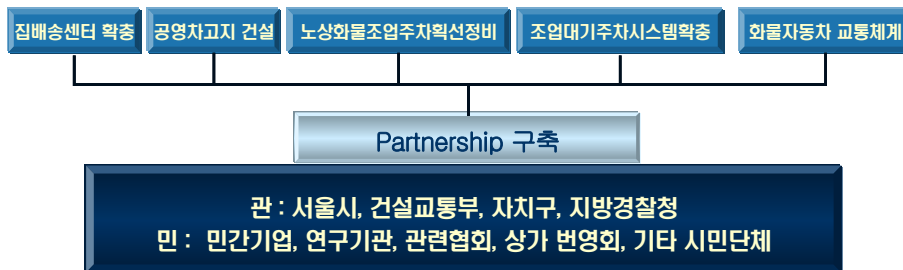 집배송센터 확충
공영차고지 건설
노상화물조업주차획선정비
조업대기주차시스템확충
화물자동차 교통체계
Partnership 구축
관 : 서울시, 건설교통부, 자치구, 지방경찰청
민 : 민간기업, 연구기관, 관련협회, 상가 번영회, 기타 시민단체